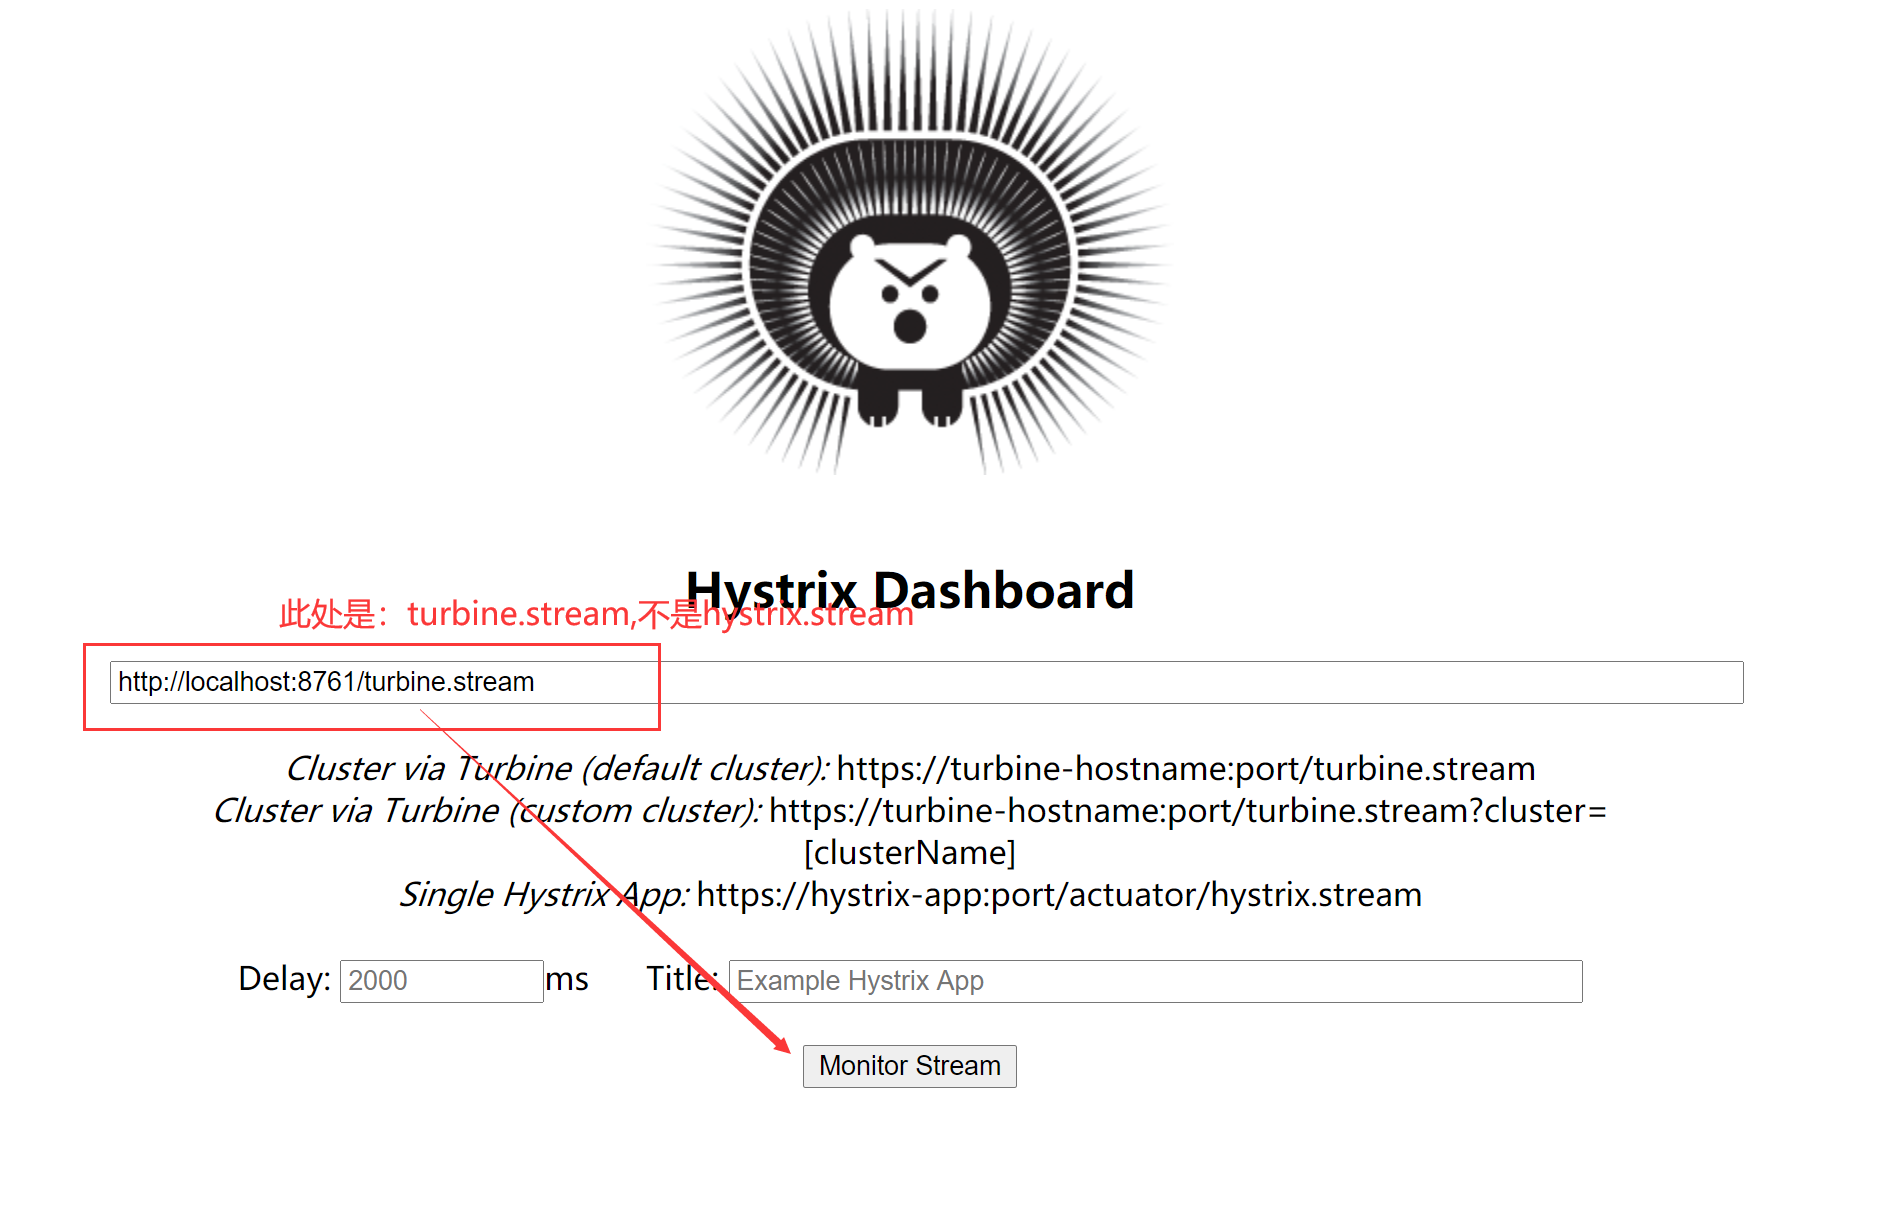 Hystrix Dashboard
此处是：turbine.stream,不是hystrix.stream
http://localhost:8761/turbine.stream
Cluster via Turbine (default cluster): https://turbine-hostname:port/turbine.stream
Cluster via Turbine (custom cluster): https://turbine-hostname:port/turbine.stream?cluster=
[clusterName]
Single Hystrix App: https://hystrix-app:port/actuator/hystrix.stream
Delay: 2000 ms Title: Example Hystrix App
Monitor Stream